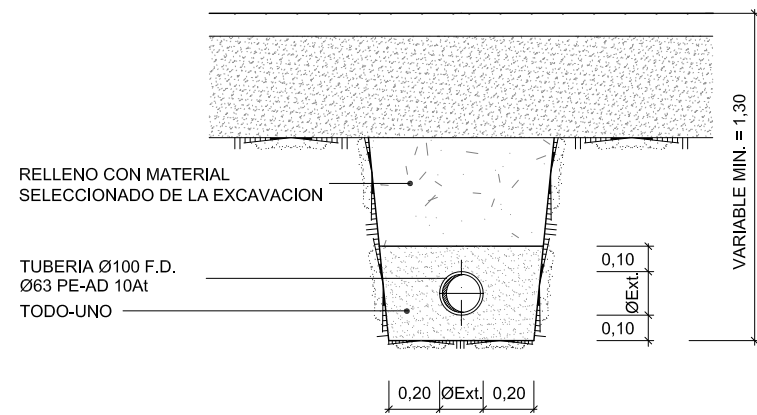 RELLENO CON MATERIAL
SELECCIONADO DE LA EXCAVACION
TUBERIA Ø100 F.D.
Ø63 PE-AD 10At
TODO-UNO
0,10
ØExt.
0,10
VARIABLE MIN. = 1,30
0,20 ØExt. 0,20